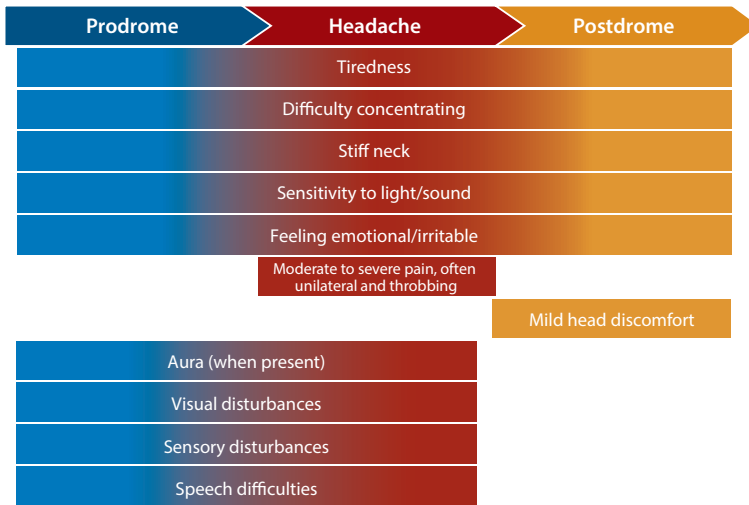 Prodrome
Headache
Postdrome
Tiredness
Difficulty concentrating
Stiff neck
Sensitivity to light/sound
Feeling emotional/irritable
Moderate to severe pain, often
unilateral and throbbing
Mild head discomfort
Aura (when present)
Visual disturbances
Sensory disturbances
Speech difficulties